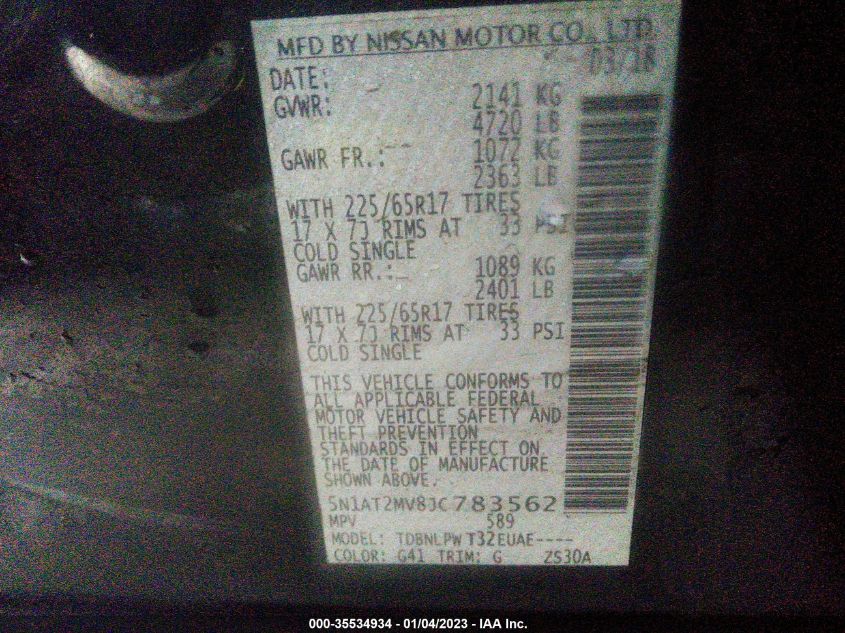 MFD BY NISSAN MOTOR CO., LTD.
DATE: 03/18
GVWR: 2141 KG
4720 LB
GAWR FR.: 1072 KG
2363 LB
WITH 225/65R17 TIRES
17 X 7J RIMS AT 33 PSI
COLD SINGLE
GAWR RR.: 1089 KG
2401 LB
WITH 225/65R17 TIRES
17 X 7J RIMS AT 33 PSI
COLD SINGLE
THIS VEHICLE CONFORMS TO
ALL APPLICABLE FEDERAL
MOTOR VEHICLE SAFETY AND
THEFT PREVENTION
STANDARDS IN EFFECT ON
THE DATE OF MANUFACTURE
SHOWN ABOVE.
5N1AT2MV8JC783562
MPV 589
MODEL: TDBNLPW T32EUAE----
COLOR: G41 TRIM: G ZS30A
000-35534934 - 01/04/2023 - IAA Inc.